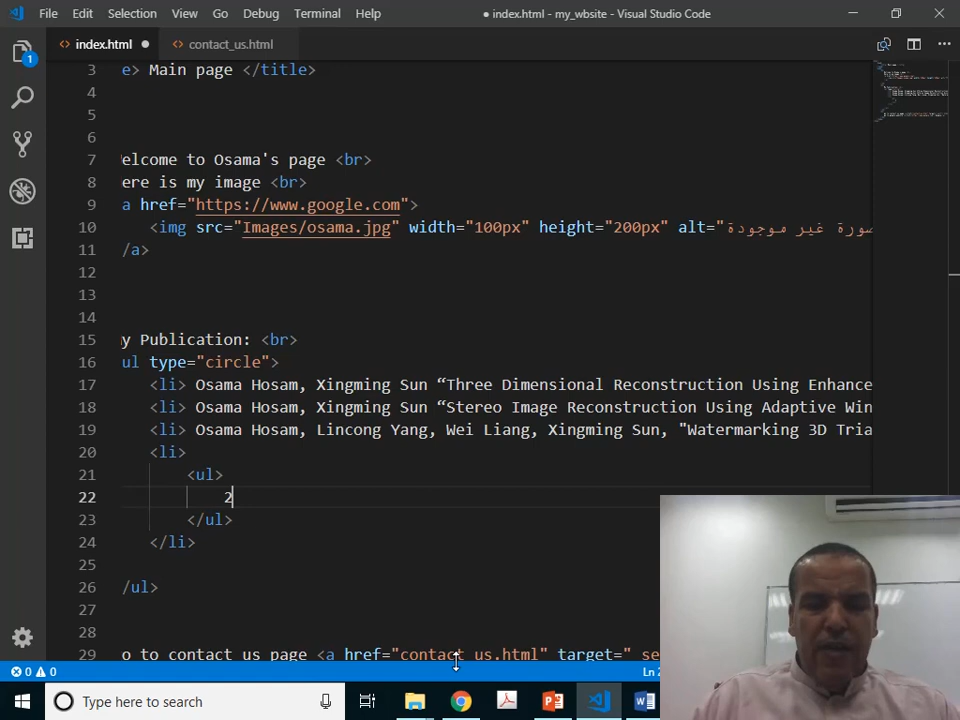 File Edit Selection View Go Debug Terminal Help
● index.html - my_wbsite - Visual Studio Code
<> index.html ● <> contact_us.html
1
3 e> Main page </title>
4
5
6
7 elcome to Osama's page <br>
8 ere is my image <br>
9 a href="https://www.google.com">
10 <img src="Images/osama.jpg" width="100px" height="200px" alt="صورة غير موجودة
11 /a>
12
13
14
15 y Publication: <br>
16 ul type="circle">
17 <li> Osama Hosam, Xingming Sun “Three Dimensional Reconstruction Using Enhance
18 <li> Osama Hosam, Xingming Sun “Stereo Image Reconstruction Using Adaptive Win
19 <li> Osama Hosam, Lincong Yang, Wei Liang, Xingming Sun, "Watermarking 3D Tria
20 <li>
21 <ul>
22 2
23 </ul>
24 </li>
25
26 /ul>
27
28
29 o to contact us page <a href="contact_us.html" target="_se
0 0 Ln 2
Type here to search